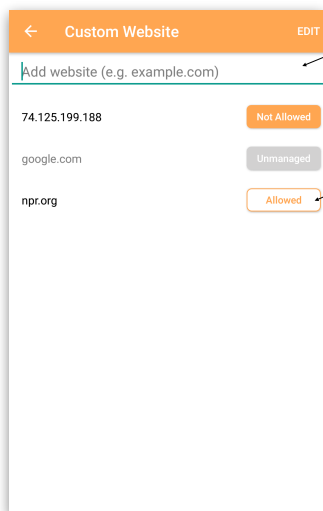 Custom Website EDIT
Add website (e.g. example.com)
74.125.199.188 Not Allowed
google.com Unmanaged
npr.org Allowed